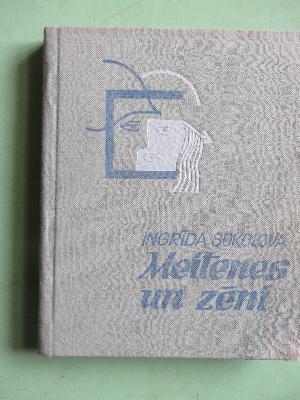 INGRĪDA SOKOLOVA
Meitenes
un zēni